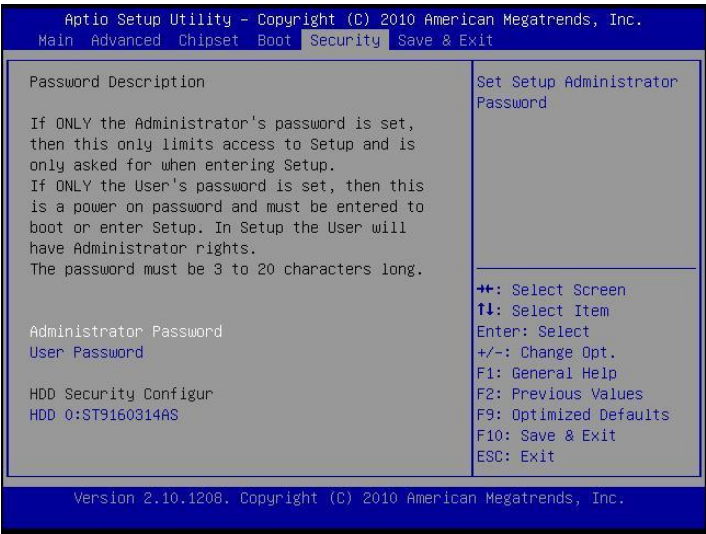 Aptio Setup Utility - Copyright (C) 2010 American Megatrends, Inc.
Main Advanced Chipset Boot Security Save & Exit
Password Description
If ONLY the Administrator's password is set,
then this only limits access to Setup and is
only asked for when entering Setup.
If ONLY the User's password is set, then this
is a power on password and must be entered to
boot or enter Setup. In Setup the User will
have Administrator rights.
The password must be 3 to 20 characters long.
Administrator Password
User Password
HDD Security Configur
HDD 0:ST9160314AS
Set Setup Administrator
Password
→←: Select Screen
↑↓: Select Item
Enter: Select
+/-: Change Opt.
F1: General Help
F2: Previous Values
F9: Optimized Defaults
F10: Save & Exit
ESC: Exit
Version 2.10.1208. Copyright (C) 2010 American Megatrends, Inc.